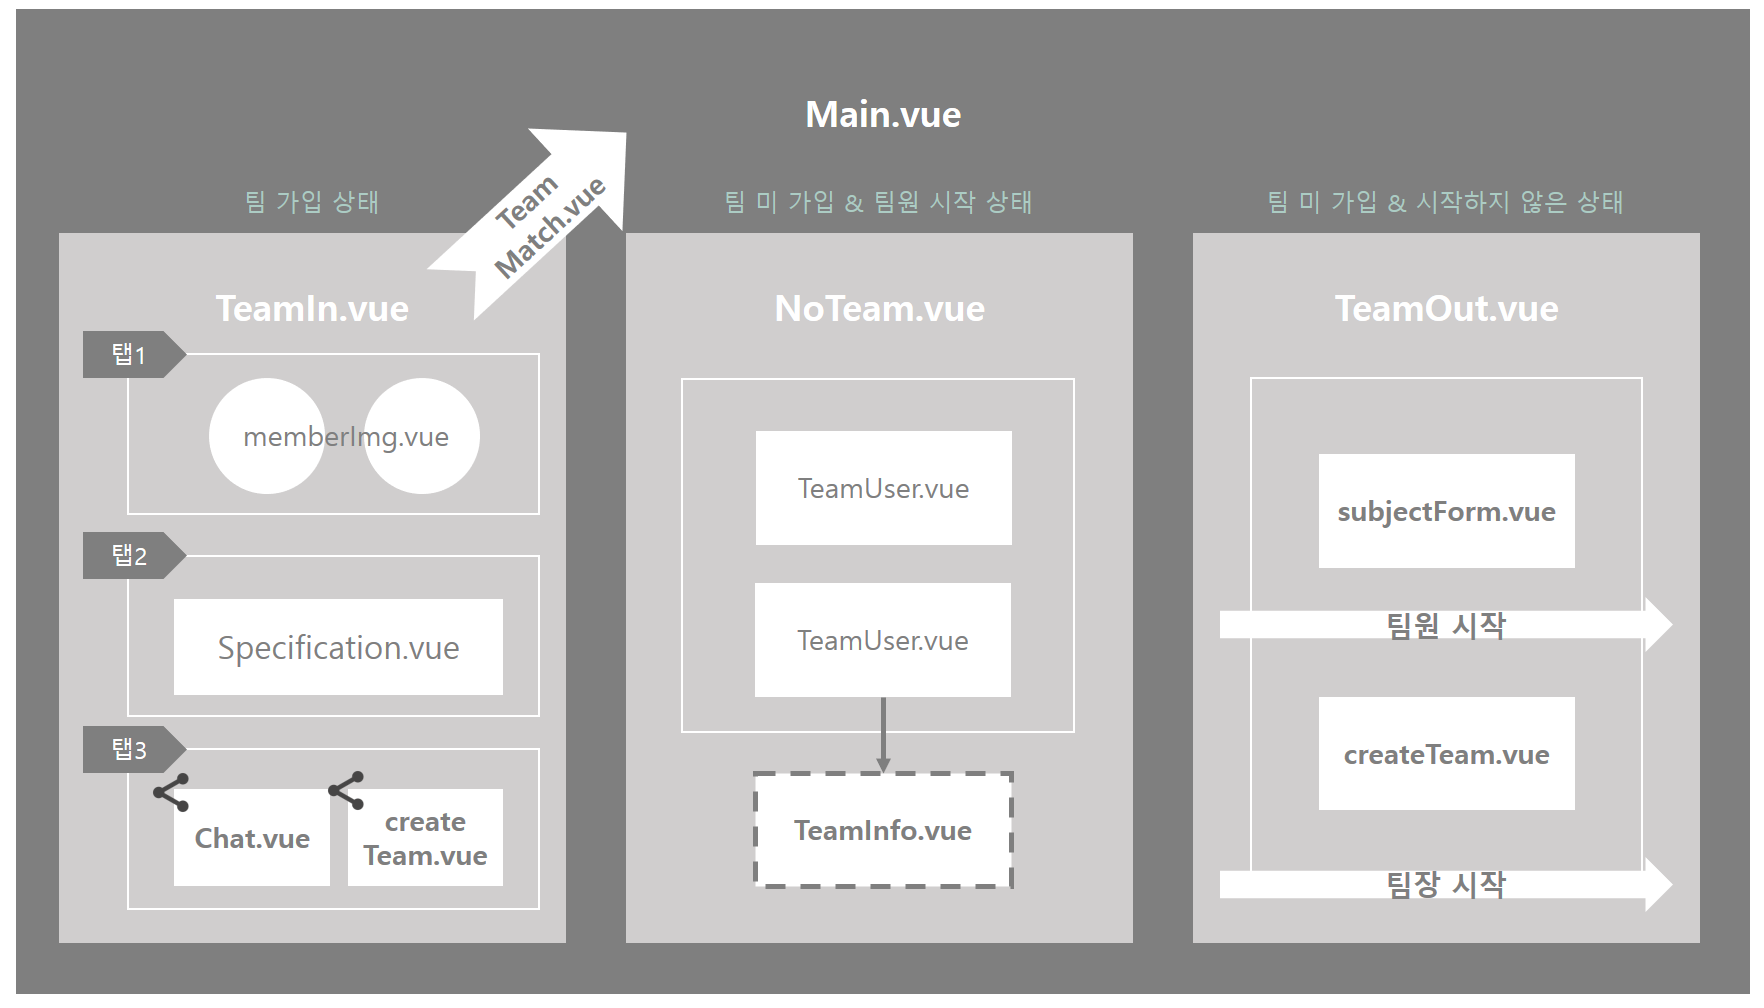 Main.vue
팀 가입 상태
Team
Match.vue
팀 미 가입 & 팀원 시작 상태
팀 미 가입 & 시작하지 않은 상태
TeamIn.vue
탭1
memberImg.vue
탭2
Specification.vue
탭3
Chat.vue
create
Team.vue
NoTeam.vue
TeamUser.vue
TeamUser.vue
TeamInfo.vue
TeamOut.vue
subjectForm.vue
팀원 시작
createTeam.vue
팀장 시작